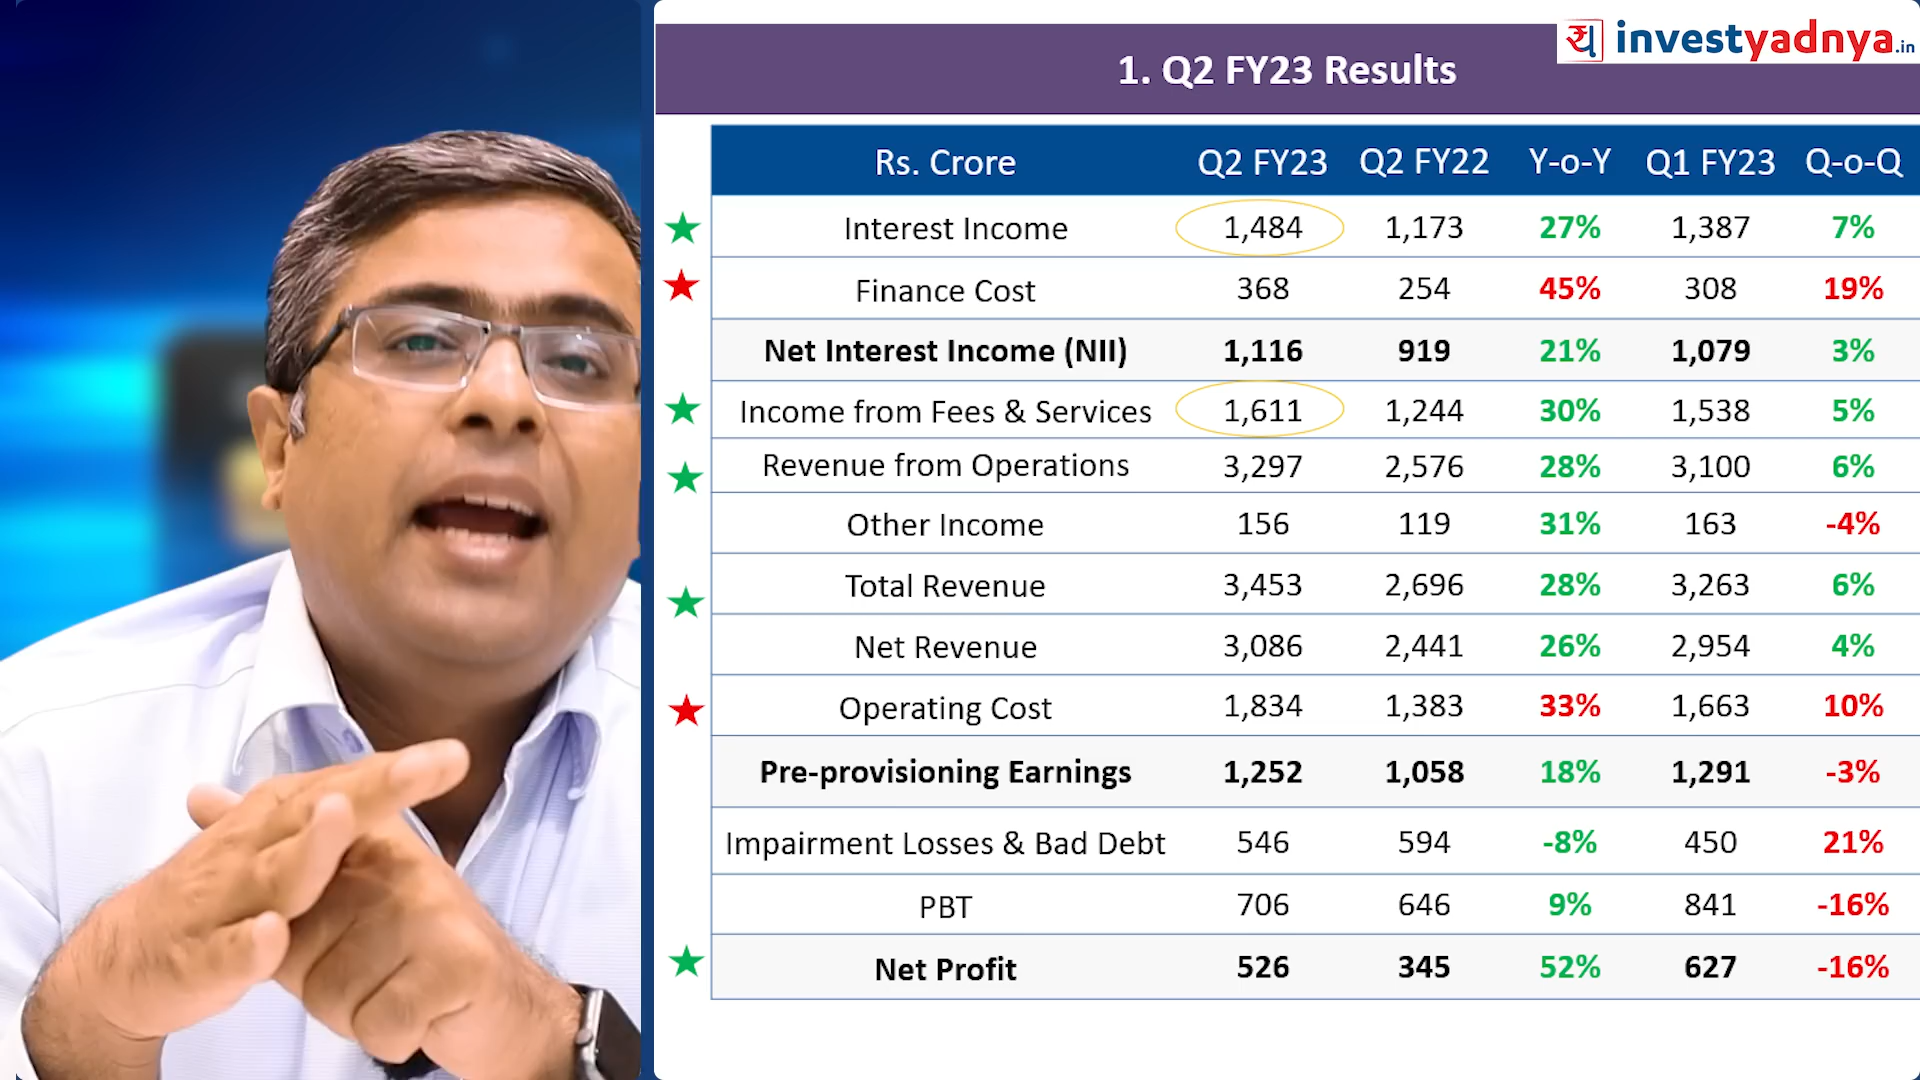 य investyadnya.in
1. Q2 FY23 Results
Rs. Crore Q2 FY23 Q2 FY22 Y-o-Y Q1 FY23 Q-o-Q
Interest Income 1,484 1,173 27% 1,387 7%
Finance Cost 368 254 45% 308 19%
Net Interest Income (NII) 1,116 919 21% 1,079 3%
Income from Fees & Services 1,611 1,244 30% 1,538 5%
Revenue from Operations 3,297 2,576 28% 3,100 6%
Other Income 156 119 31% 163 -4%
Total Revenue 3,453 2,696 28% 3,263 6%
Net Revenue 3,086 2,441 26% 2,954 4%
Operating Cost 1,834 1,383 33% 1,663 10%
Pre-provisioning Earnings 1,252 1,058 18% 1,291 -3%
Impairment Losses & Bad Debt 546 594 -8% 450 21%
PBT 706 646 9% 841 -16%
Net Profit 526 345 52% 627 -16%